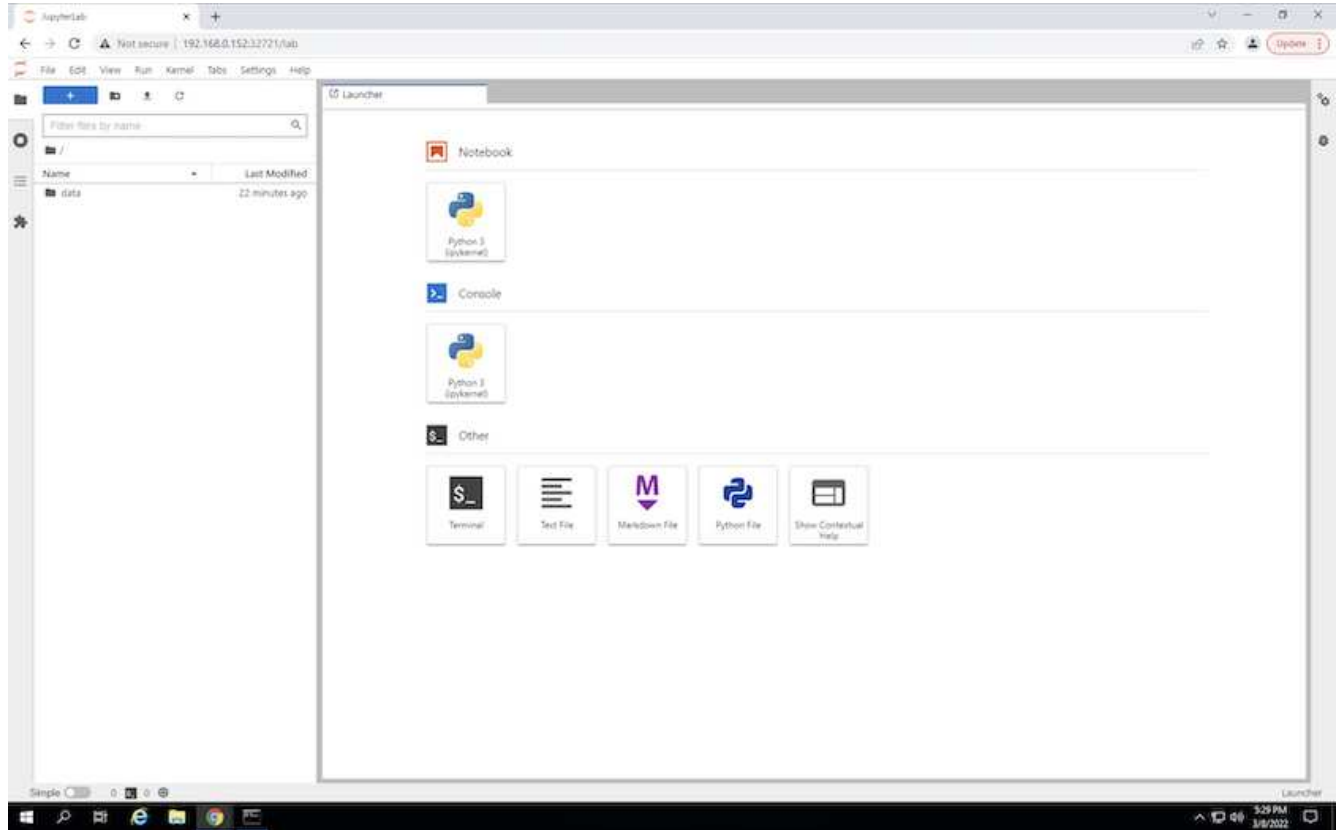 JupyterLab
Not secure | 192.168.0.152:32721/lab
Update
File Edit View Run Kernel Tabs Settings Help
Launcher
Filter files by name
/
Name Last Modified
data 22 minutes ago
Notebook
Python 3
(ipykernel)
Console
Python 3
(ipykernel)
$_ Other
$_
M
Terminal Text File Markdown File Python File Show Contextual
Help
Simple 0 $_ 0
Launcher
5:29 PM
3/8/2022